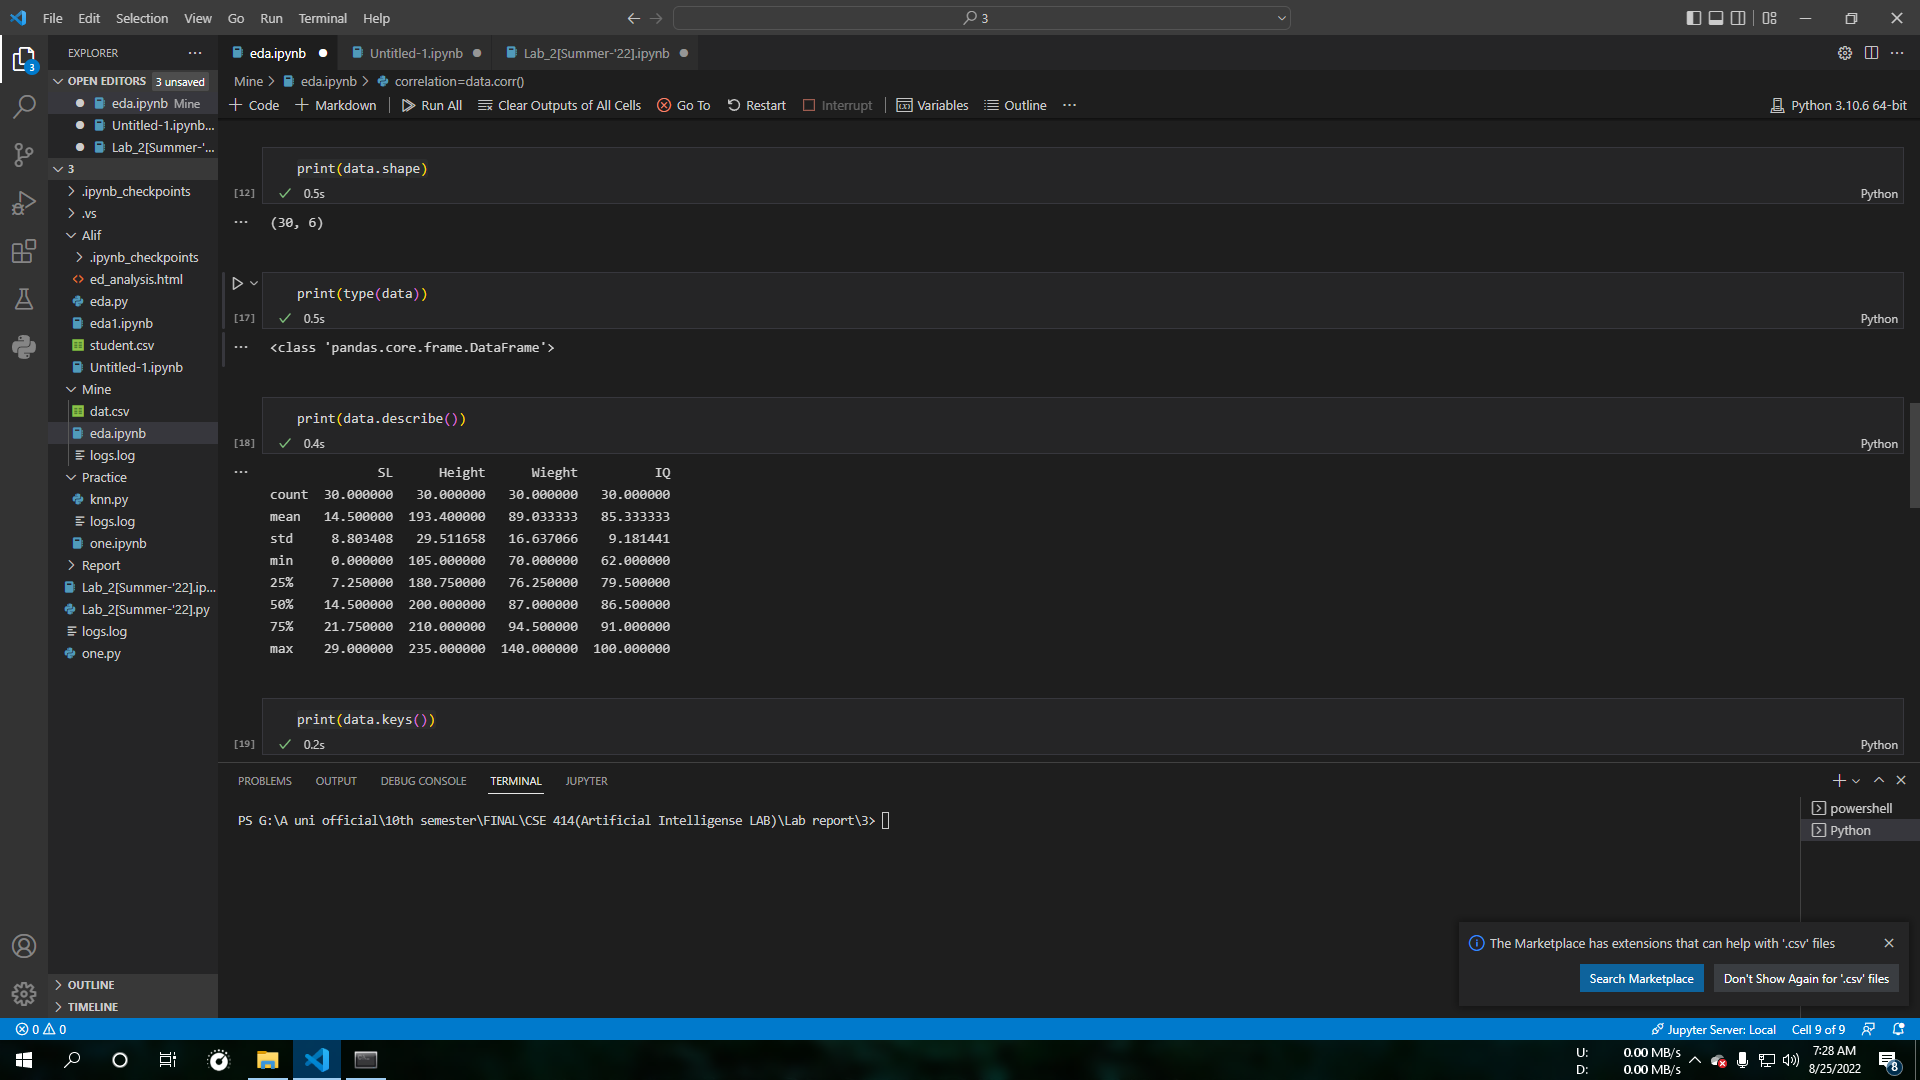 File Edit Selection View Go Run Terminal Help
3
EXPLORER
eda.ipynb
Untitled-1.ipynb
Lab_2[Summer-'22].ipynb
OPEN EDITORS 3 unsaved
Mine > eda.ipynb > correlation=data.corr()
3
eda.ipynb Mine
Untitled-1.ipynb...
Lab_2[Summer-'...
+ Code + Markdown | Run All Clear Outputs of All Cells Go To Restart Interrupt | Variables Outline ...
Python 3.10.6 64-bit
3
.ipynb_checkpoints
.vs
Alif
.ipynb_checkpoints
ed_analysis.html
eda.py
eda1.ipynb
student.csv
Untitled-1.ipynb
Mine
dat.csv
eda.ipynb
logs.log
Practice
knn.py
logs.log
one.ipynb
Report
Lab_2[Summer-'22].ip...
Lab_2[Summer-'22].py
logs.log
one.py
OUTLINE
TIMELINE
print(data.shape)
[12] 0.5s Python
(30, 6)
print(type(data))
[17] 0.5s Python
<class 'pandas.core.frame.DataFrame'>
print(data.describe())
[18] 0.4s Python
SL Height Wieght IQ
count 30.000000 30.000000 30.000000 30.000000
mean 14.500000 193.400000 89.033333 85.333333
std 8.803408 29.511658 16.637066 9.181441
min 0.000000 105.000000 70.000000 62.000000
25% 7.250000 180.750000 76.250000 79.500000
50% 14.500000 200.000000 87.000000 86.500000
75% 21.750000 210.000000 94.500000 91.000000
max 29.000000 235.000000 140.000000 100.000000
print(data.keys())
[19] 0.2s Python
PROBLEMS OUTPUT DEBUG CONSOLE TERMINAL JUPYTER
PS G:\A uni official\10th semester\FINAL\CSE 414(Artificial Intelligense LAB)\Lab report\3>
powershell
Python
The Marketplace has extensions that can help with '.csv' files
Search Marketplace
Don't Show Again for '.csv' files
0 0
Jupyter Server: Local Cell 9 of 9
U: 0.00 MB/s
D: 0.00 MB/s
7:28 AM
8/25/2022
8